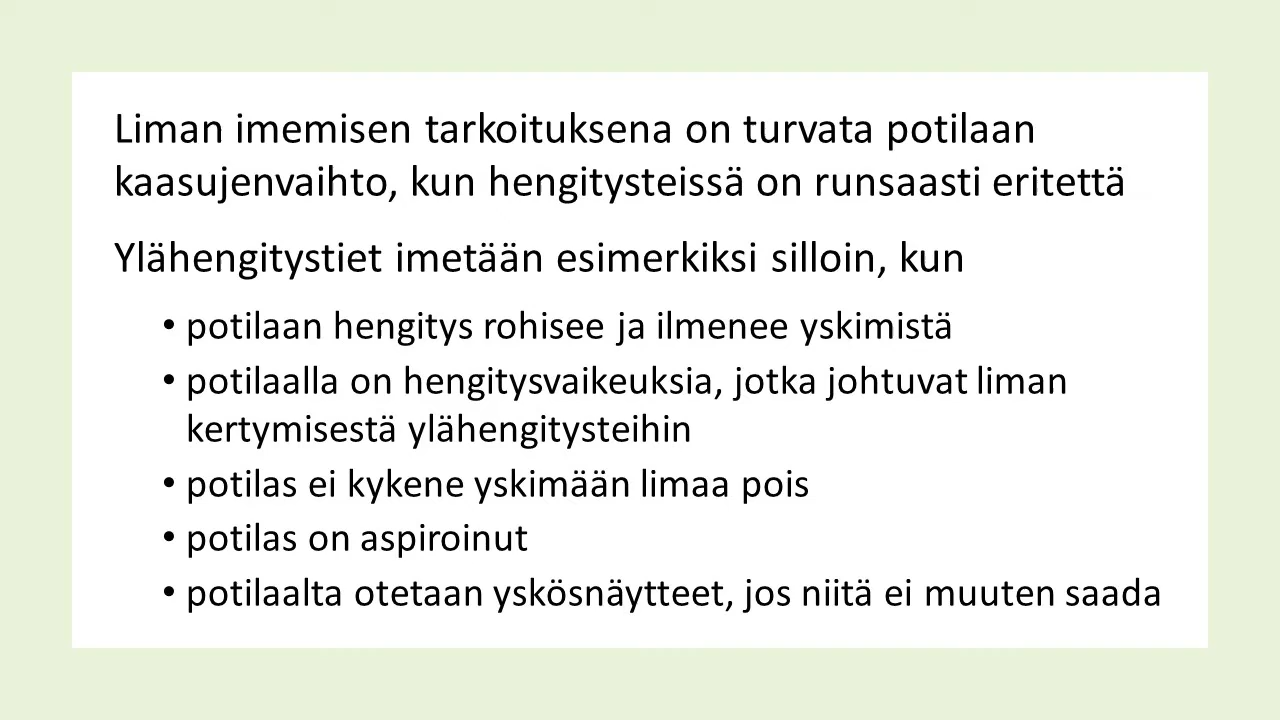 Liman imemisen tarkoituksena on turvata potilaan
kaasujenvaihto, kun hengitysteissä on runsaasti eritettä
Ylähengitystiet imetään esimerkiksi silloin, kun
• potilaan hengitys rohisee ja ilmenee yskimistä
• potilaalla on hengitysvaikeuksia, jotka johtuvat liman
kertymisestä ylähengitysteihin
• potilas ei kykene yskimään limaa pois
• potilas on aspiroinut
• potilaalta otetaan yskösnäytteet, jos niitä ei muuten saada